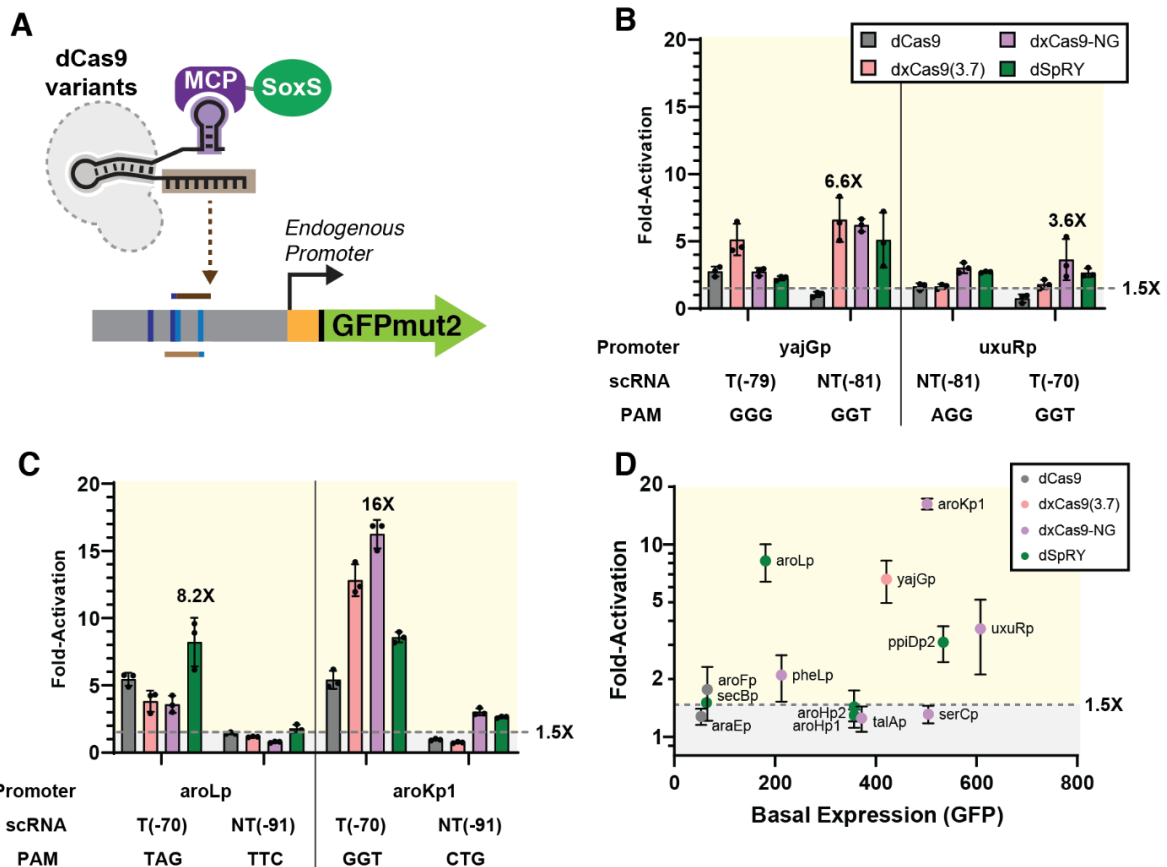 A
dCas9
variants
MCP
SoxS
Endogenous
Promoter
GFPmut2
B
dCas9
dxCas9-NG
dxCas9(3.7)
dSpRY
Fold-Activation
20
15
10
5
0
6.6X
3.6X
1.5X
Promoter yajGp uxuRp
scRNA T(-79) NT(-81) NT(-81) T(-70)
PAM GGG GGT AGG GGT
C
Fold-Activation
20
15
10
5
0
8.2X
16X
1.5X
Promoter aroLp aroKp1
scRNA T(-70) NT(-91) T(-70) NT(-91)
PAM TAG TTC GGT CTG
D
dCas9
dxCas9(3.7)
dxCas9-NG
dSpRY
Fold-Activation
20
10
5
2
1
aroKp1
aroLp
yajGp
ppiDp2
uxuRp
aroFp
secBp
araEp
pheLp
aroHp2
aroHp1
talAp
serCp
1.5X
0 200 400 600 800
Basal Expression (GFP)